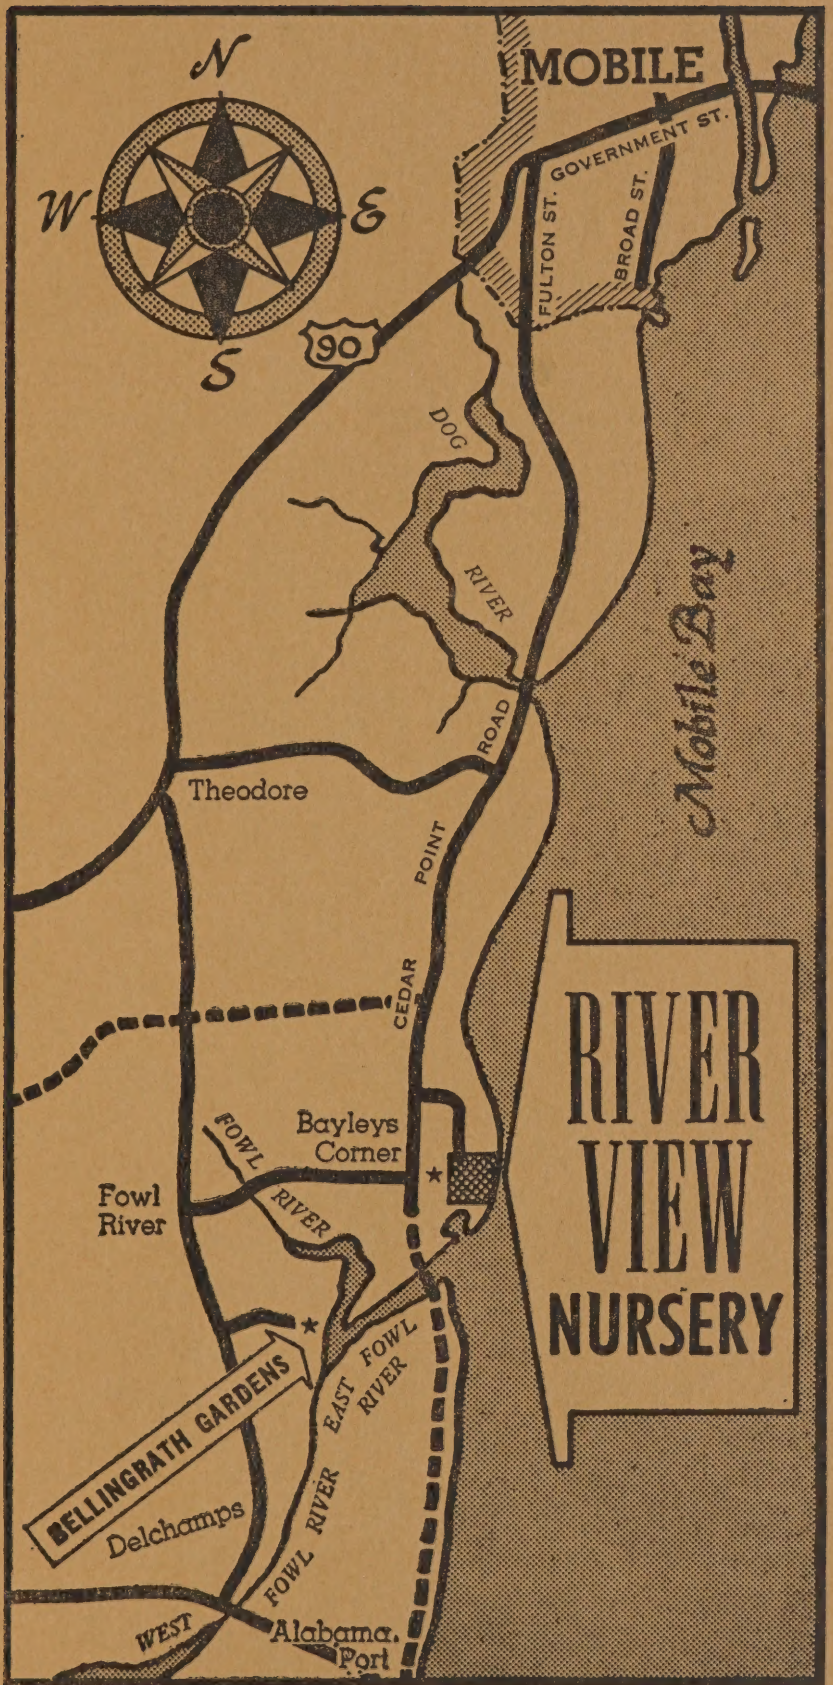 N
MOBILE
GOVERNMENT ST.
W
E
FULTON ST.
BROAD ST.
S
90
DOG
RIVER
Mobile Bay
ROAD
Theodore
POINT
CEDAR
RIVER
VIEW
NURSERY
Bayleys
Corner
FOWL
RIVER
Fowl
River
BELLINGRATH GARDENS
EAST FOWL
RIVER
Delchamps
FOWL RIVER
WEST
Alabama.
Port